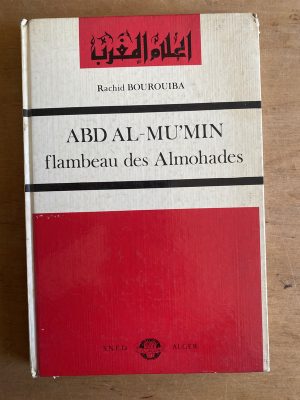 أعلام المغرب
Rachid BOUROUIBA
ABD AL-MU'MIN
flambeau des Almohades
S.N.E.D ALGER